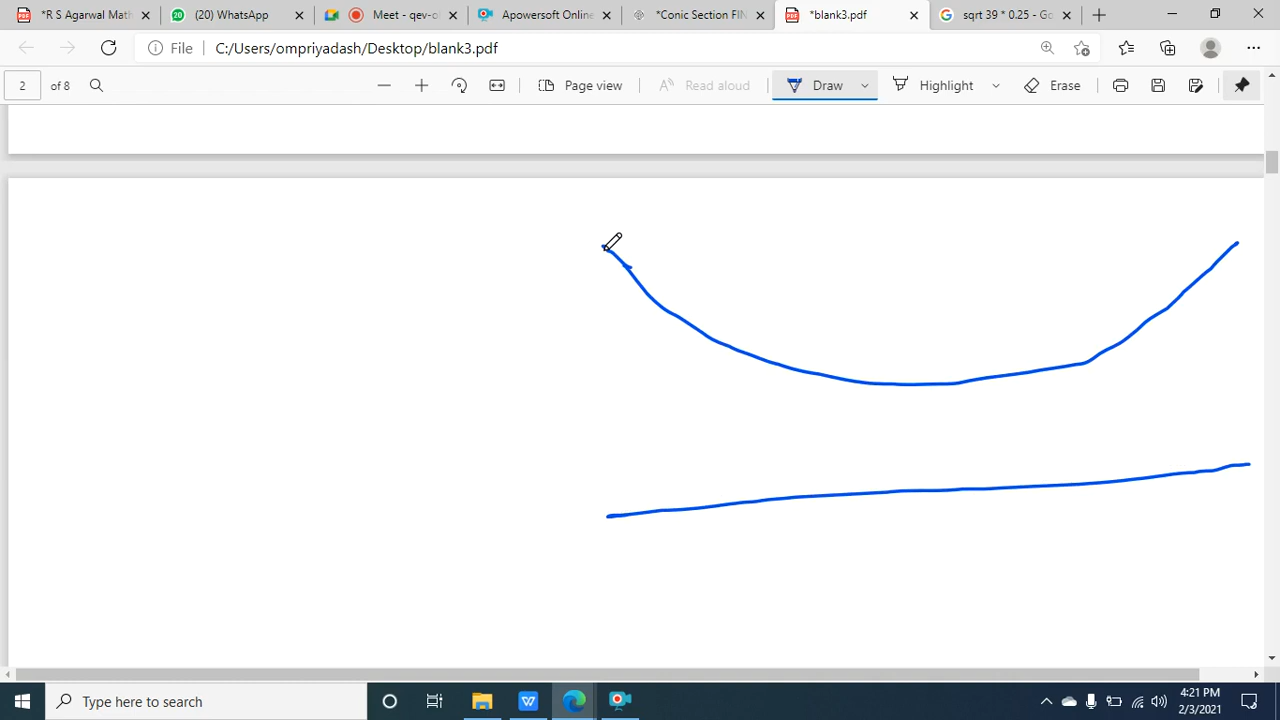 *R S Agarwal Math
(20) WhatsApp
Meet - qev-o
Apowersoft Online
*Conic Section FIN
*blank3.pdf
sqrt 39 * 0.25 - Go
File
C:/Users/ompriyadash/Desktop/blank3.pdf
2 of 8
Page view
Read aloud
Draw
Highlight
Erase
Type here to search
4:21 PM
2/3/2021